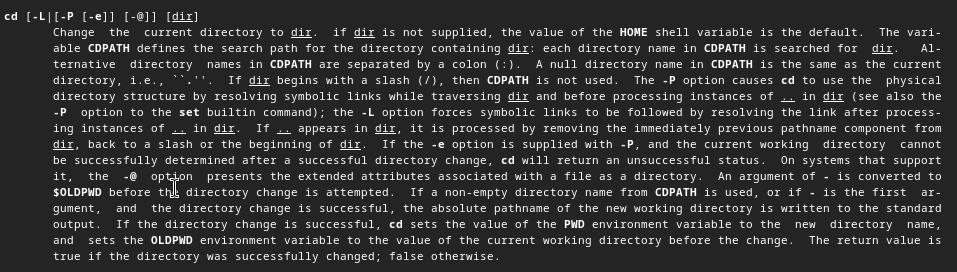 cd [-L|[-P [-e]] [-@]] [dir]
Change the current directory to dir. if dir is not supplied, the value of the HOME shell variable is the default. The vari-
able CDPATH defines the search path for the directory containing dir: each directory name in CDPATH is searched for dir. Al-
ternative directory names in CDPATH are separated by a colon (:). A null directory name in CDPATH is the same as the current
directory, i.e., ``.''. If dir begins with a slash (/), then CDPATH is not used. The -P option causes cd to use the physical
directory structure by resolving symbolic links while traversing dir and before processing instances of .. in dir (see also the
-P option to the set builtin command); the -L option forces symbolic links to be followed by resolving the link after process-
ing instances of .. in dir. If .. appears in dir, it is processed by removing the immediately previous pathname component from
dir, back to a slash or the beginning of dir. If the -e option is supplied with -P, and the current working directory cannot
be successfully determined after a successful directory change, cd will return an unsuccessful status. On systems that support
it, the -@ option presents the extended attributes associated with a file as a directory. An argument of - is converted to
$OLDPWD before the directory change is attempted. If a non-empty directory name from CDPATH is used, or if - is the first ar-
gument, and the directory change is successful, the absolute pathname of the new working directory is written to the standard
output. If the directory change is successful, cd sets the value of the PWD environment variable to the new directory name,
and sets the OLDPWD environment variable to the value of the current working directory before the change. The return value is
true if the directory was successfully changed; false otherwise.